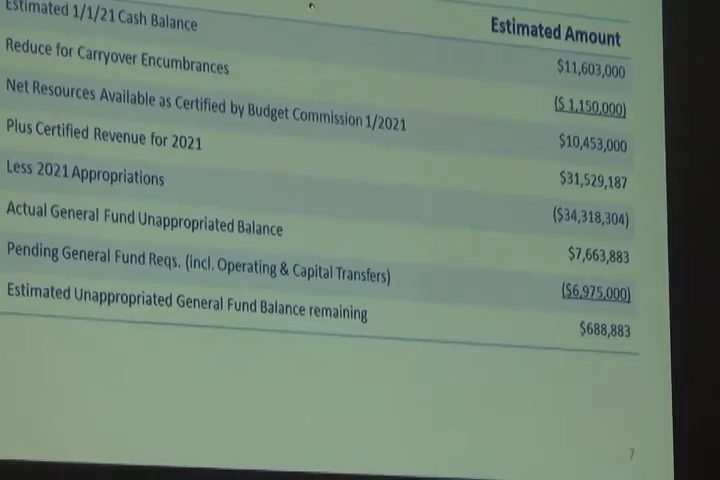 Estimated Amount
Estimated 1/1/21 Cash Balance $11,603,000
Reduce for Carryover Encumbrances ($ 1,150,000)
Net Resources Available as Certified by Budget Commission 1/2021 $10,453,000
Plus Certified Revenue for 2021 $31,529,187
Less 2021 Appropriations ($34,318,304)
Actual General Fund Unappropriated Balance $7,663,883
Pending General Fund Reqs. (incl. Operating & Capital Transfers) ($6,975,000)
Estimated Unappropriated General Fund Balance remaining $688,883
7